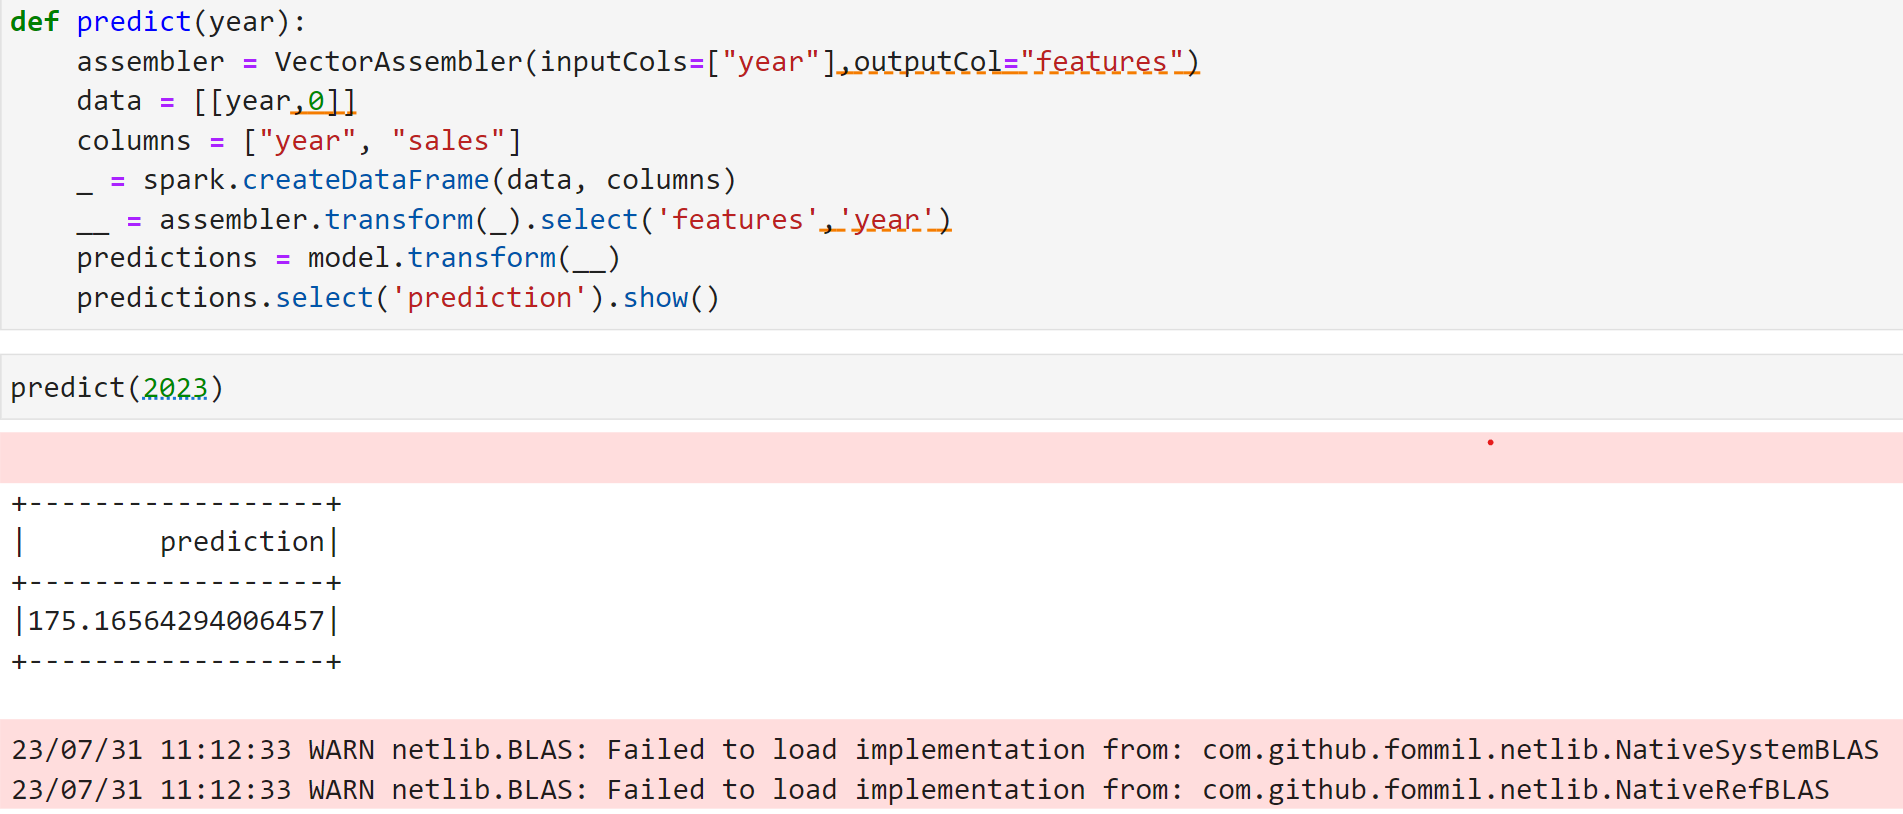 def predict(year):
    assembler = VectorAssembler(inputCols=["year"],outputCol="features")
    data = [[year,0]]
    columns = ["year", "sales"]
    _ = spark.createDataFrame(data, columns)
    __ = assembler.transform(_).select('features','year')
    predictions = model.transform(__)
    predictions.select('prediction').show()
predict(2023)
+------------------+
|        prediction|
+------------------+
|175.16564294006457|
+------------------+
23/07/31 11:12:33 WARN netlib.BLAS: Failed to load implementation from: com.github.fommil.netlib.NativeSystemBLAS
23/07/31 11:12:33 WARN netlib.BLAS: Failed to load implementation from: com.github.fommil.netlib.NativeRefBLAS